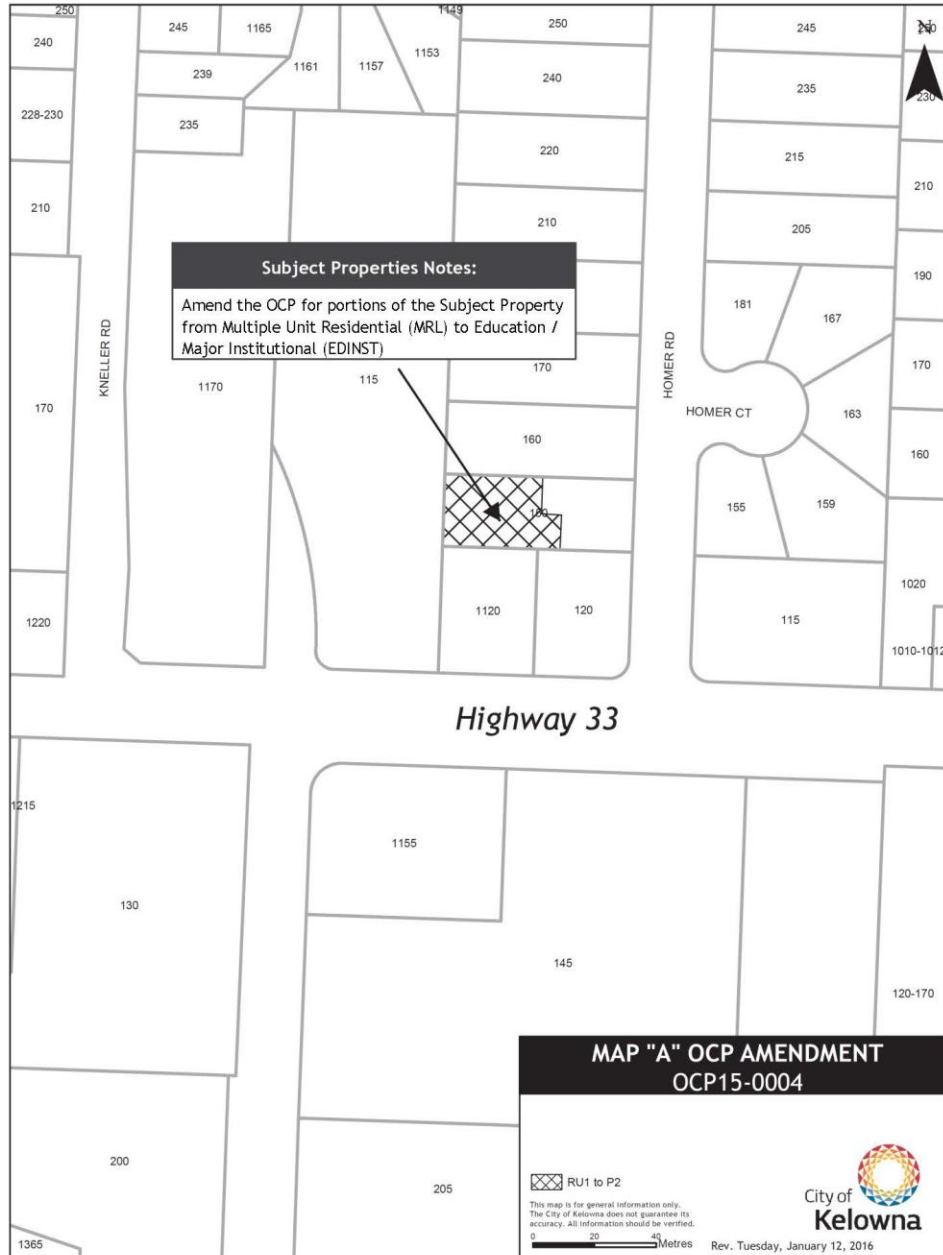 250
1149
250
245
250
245
1165
1153
240
1161
1157
N
239
240
235
230
228-230
235
220
215
210
210
210
205
Subject Properties Notes:
Amend the OCP for portions of the Subject Property
from Multiple Unit Residential (MRL) to Education /
Major Institutional (EDINST)
190
181
167
KNELLER RD
HOMER RD
170
170
1170
115
170
HOMER CT
163
160
160
155
159
1020
1220
1120
120
115
1010-1012
Highway 33
1215
1155
130
145
120-170
MAP "A" OCP AMENDMENT
OCP15-0004
200
205
RU1 to P2
This map is for general information only.
The City of Kelowna does not guarantee its
accuracy. All information should be verified.
0 20 40 Metres
City of
Kelowna
Rev. Tuesday, January 12, 2016
1365